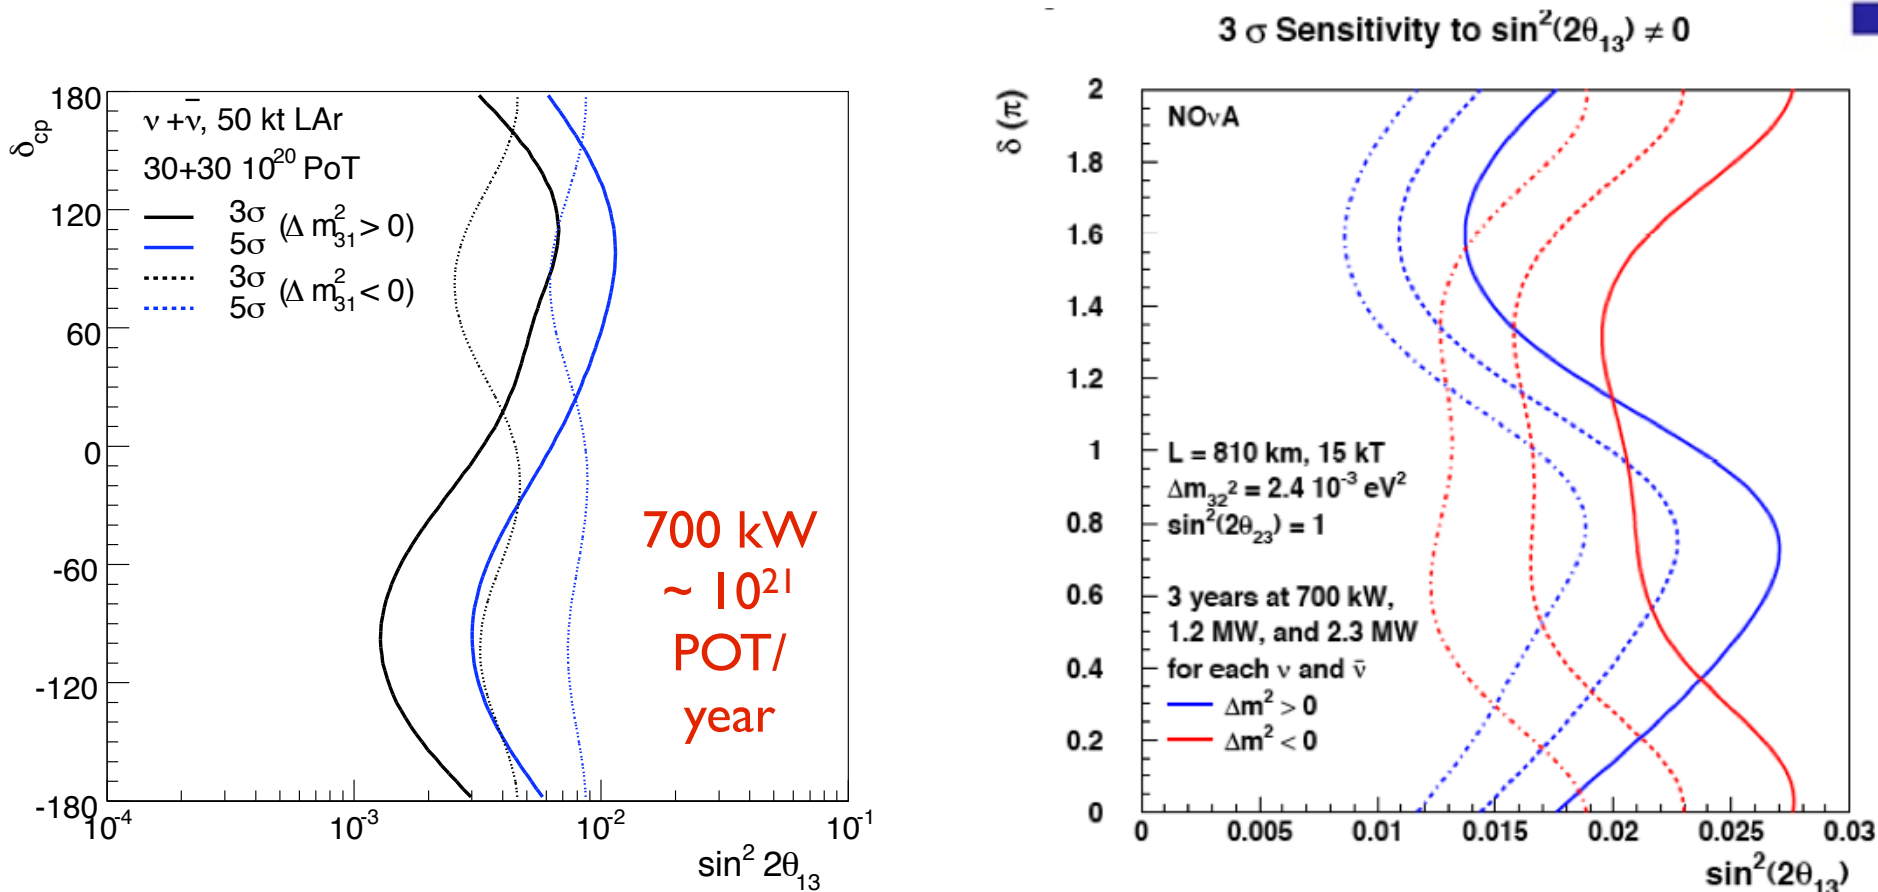 180
120
60
0
-60
-120
-180
δcp
ν + ν̄, 50 kt LAr
30+30 10²⁰ PoT
3σ (Δ m²₃₁ > 0)
5σ
3σ (Δ m²₃₁ < 0)
5σ
700 kW
~ 10²¹
POT/
year
10⁻⁴ 10⁻³ 10⁻² 10⁻¹
sin² 2θ₁₃
3 σ Sensitivity to sin²(2θ₁₃) ≠ 0
δ (π)
2
1.8
1.6
1.4
1.2
1
0.8
0.6
0.4
0.2
0
NOνA
L = 810 km, 15 kT
Δm₃₂² = 2.4 10⁻³ eV²
sin²(2θ₂₃) = 1
3 years at 700 kW,
1.2 MW, and 2.3 MW
for each ν and ν̄
Δm² > 0
Δm² < 0
0 0.005 0.01 0.015 0.02 0.025 0.03
sin²(2θ₁₃)